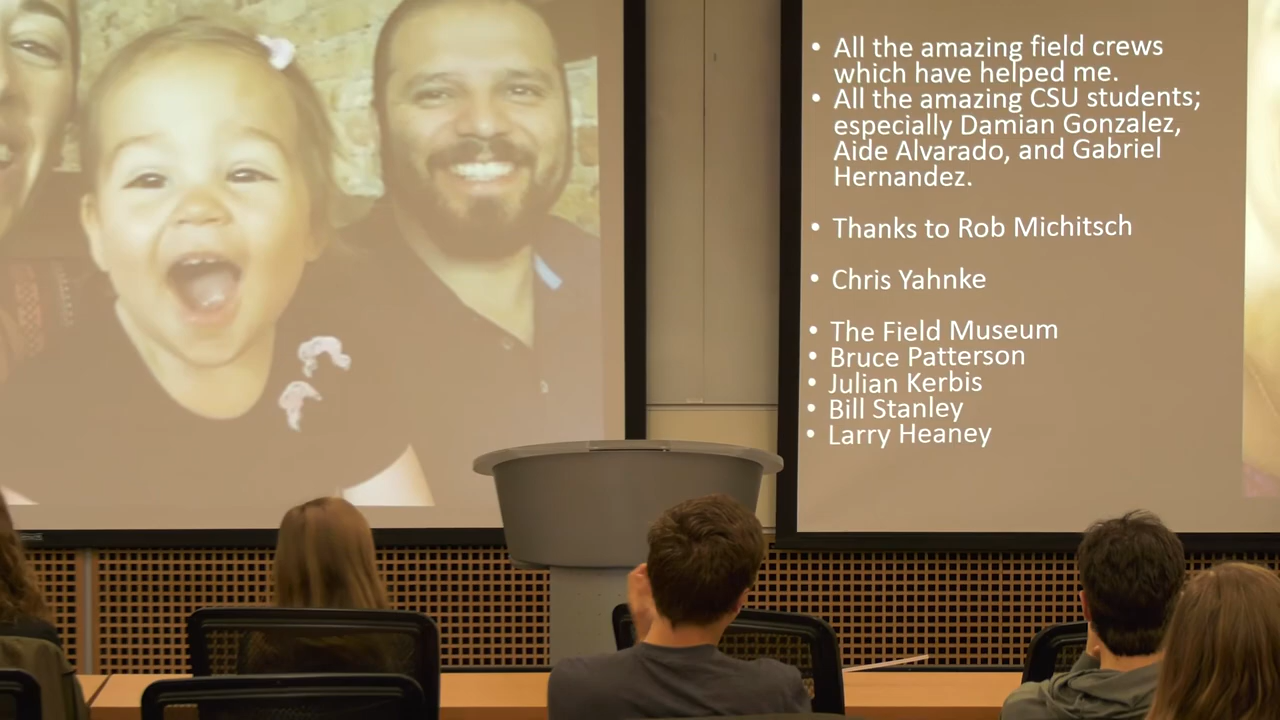 • All the amazing field crews
which have helped me.
• All the amazing CSU students;
especially Damian Gonzalez,
Aide Alvarado, and Gabriel
Hernandez.
• Thanks to Rob Michitsch
• Chris Yahnke
• The Field Museum
• Bruce Patterson
• Julian Kerbis
• Bill Stanley
• Larry Heaney